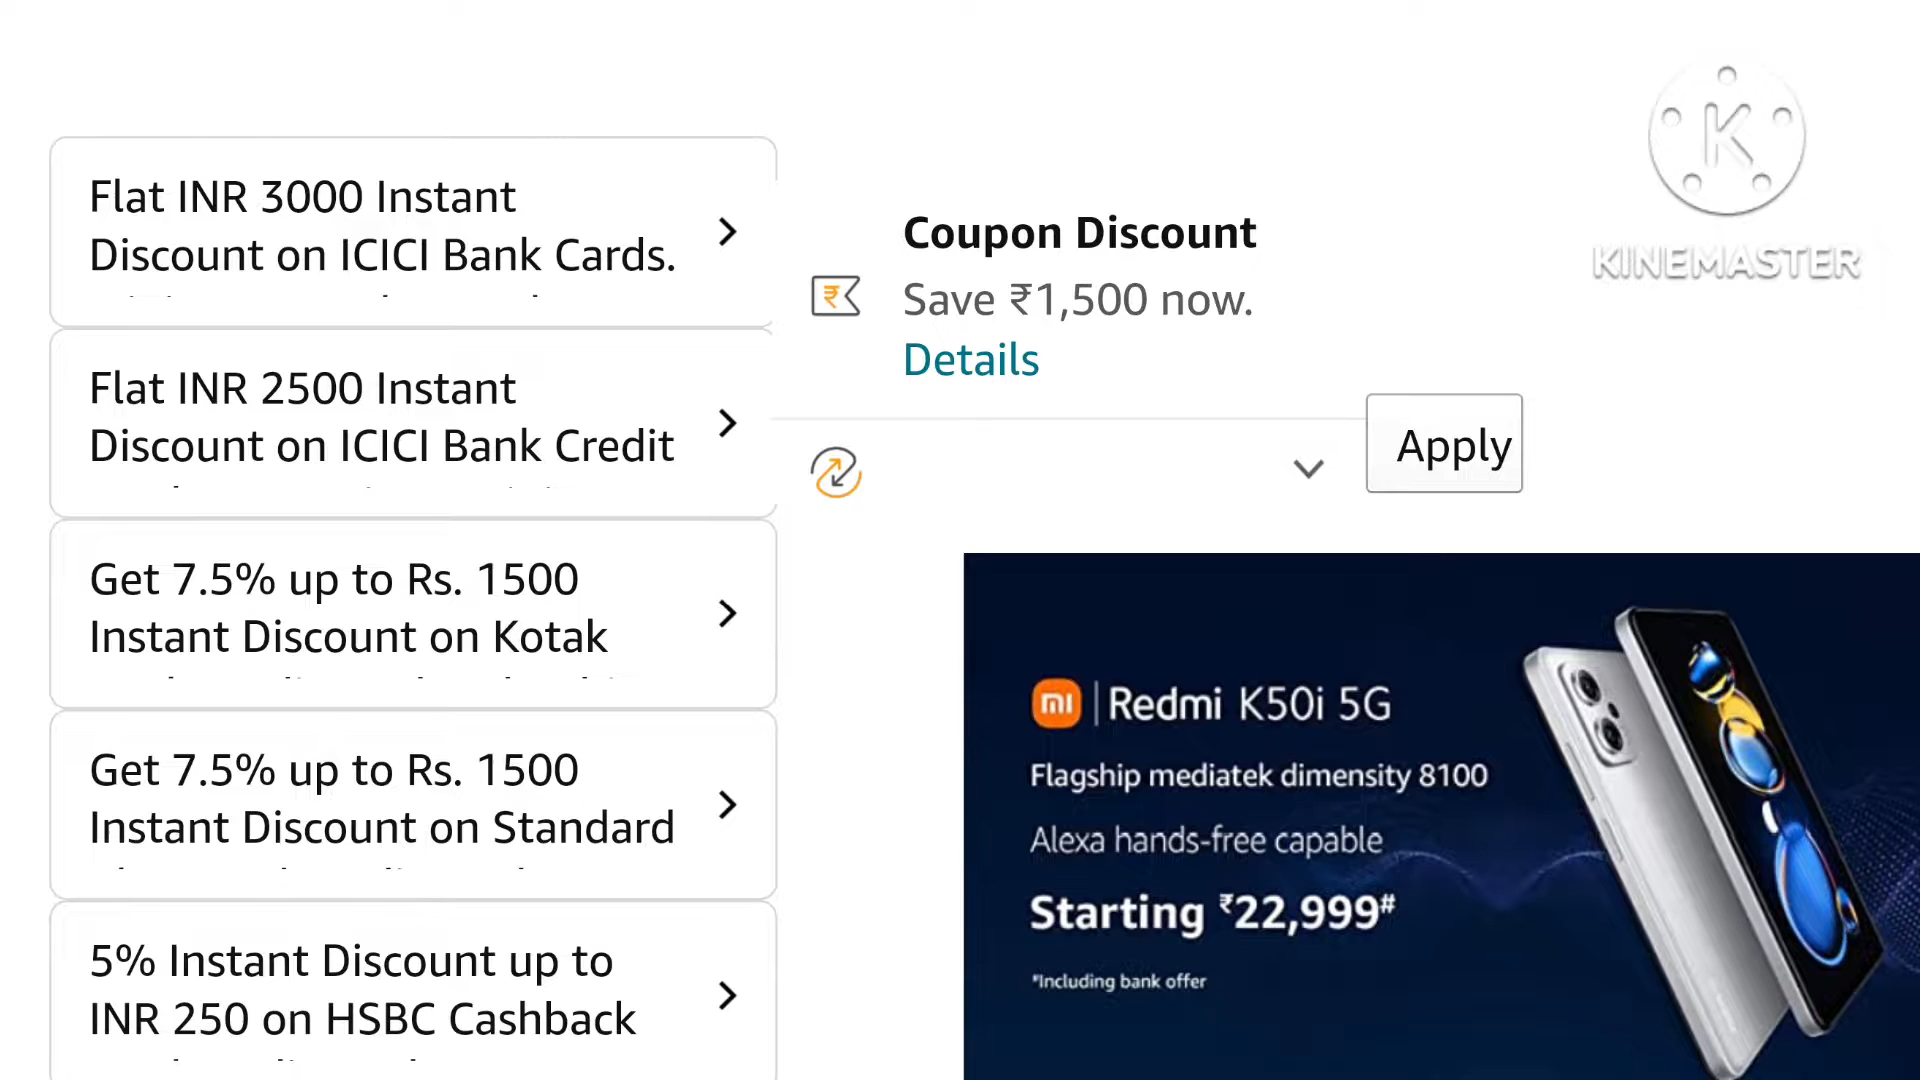 Flat INR 3000 Instant
Discount on ICICI Bank Cards.
Flat INR 2500 Instant
Discount on ICICI Bank Credit
Get 7.5% up to Rs. 1500
Instant Discount on Kotak
Get 7.5% up to Rs. 1500
Instant Discount on Standard
5% Instant Discount up to
INR 250 on HSBC Cashback
Coupon Discount
Save ₹1,500 now.
Details
Apply
K
KINEMASTER
mi | Redmi K50i 5G
Flagship mediatek dimensity 8100
Alexa hands-free capable
Starting ₹22,999#
*Including bank offer